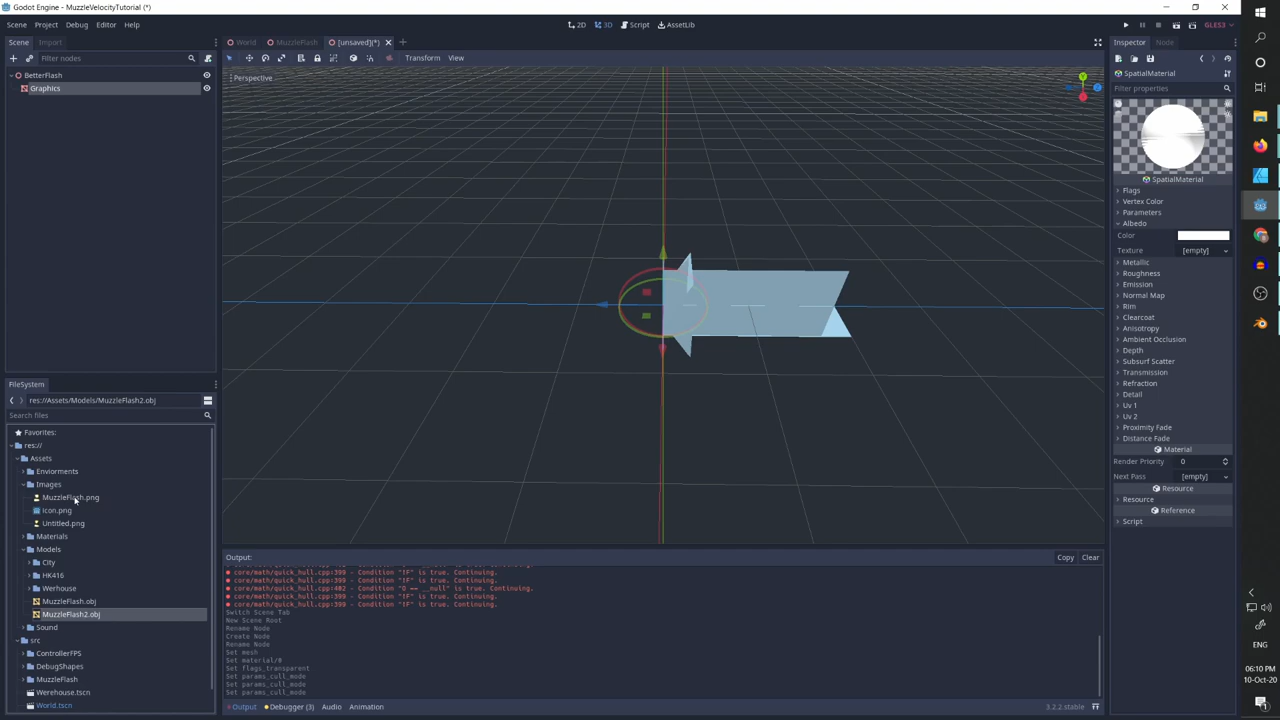 Godot Engine - MuzzleVelocityTutorial (*)
Scene Project Debug Editor Help
2D 3D Script AssetLib
GLES3
Scene Import
World MuzzleFlash [unsaved](*)
Inspector Node
Filter nodes
Transform View
SpatialMaterial
Filter properties
BetterFlash
Graphics
Perspective
SpatialMaterial
Flags
Vertex Color
Parameters
Albedo
Color
Texture [empty]
Metallic
Roughness
Emission
Normal Map
Rim
Clearcoat
Anisotropy
Ambient Occlusion
Depth
Subsurf Scatter
Transmission
Refraction
Detail
Uv 1
Uv 2
Proximity Fade
Distance Fade
Material
Render Priority 0
Next Pass [empty]
Resource
Resource
Reference
Script
FileSystem
res://Assets/Models/MuzzleFlash2.obj
Search files
Favorites:
res://
Assets
Enviorments
Images
MuzzleFlash.png
icon.png
Untitled.png
Materials
Models
City
HK416
Werhouse
MuzzleFlash.obj
MuzzleFlash2.obj
Sound
src
ControllerFPS
DebugShapes
MuzzleFlash
Werehouse.tscn
World.tscn
Output:
Copy Clear
core/math/quick_hull.cpp:399 - Condition "!F" is true. Continuing.
core/math/quick_hull.cpp:399 - Condition "!F" is true. Continuing.
core/math/quick_hull.cpp:402 - Condition "O == __null" is true. Continuing.
core/math/quick_hull.cpp:399 - Condition "!F" is true. Continuing.
core/math/quick_hull.cpp:399 - Condition "!F" is true. Continuing.
Switch Scene Tab
New Scene Root
Rename Node
Create Node
Rename Node
Set mesh
Set material/0
Set flags_transparent
Set params_cull_mode
Set params_cull_mode
Set params_cull_mode
Output Debugger (3) Audio Animation
3.2.2.stable
ENG
06:10 PM
10-Oct-20